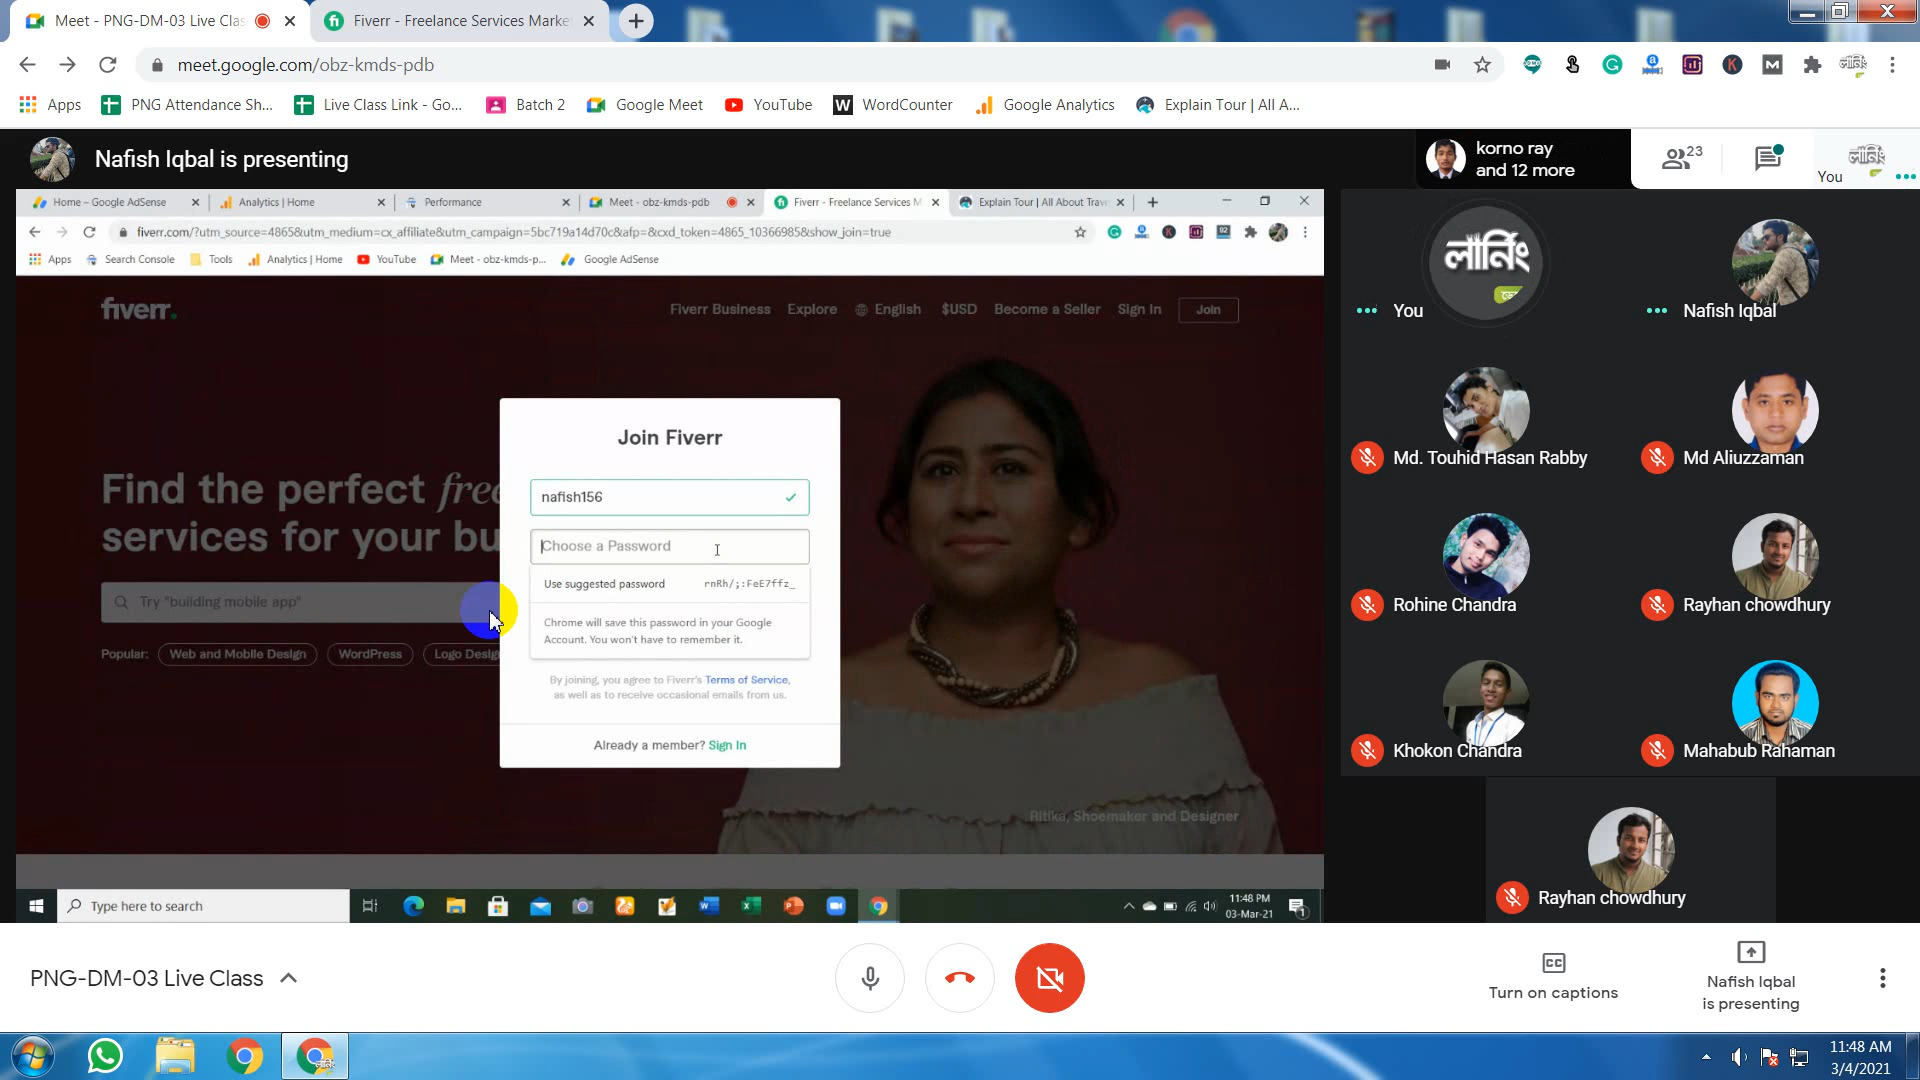 Meet - PNG-DM-03 Live Clas
Fiverr - Freelance Services Marke
meet.google.com/obz-kmds-pdb
Apps
PNG Attendance Sh...
Live Class Link - Go...
Batch 2
Google Meet
YouTube
W WordCounter
Google Analytics
Explain Tour | All A...
Nafish Iqbal is presenting
korno ray
and 12 more
23
লার্নিং
You
Home – Google AdSense
Analytics | Home
Performance
Meet - obz-kmds-pdb
Fiverr - Freelance Services M
Explain Tour | All About Trave
fiverr.com/?utm_source=4865&utm_medium=cx_affiliate&utm_campaign=5bc719a14d70c&afp=&cxd_token=4865_10366985&show_join=true
92
Apps
Search Console
Tools
Analytics | Home
YouTube
Meet - obz-kmds-p...
Google AdSense
fiverr.
Fiverr Business
Explore
English
$USD
Become a Seller
Sign In
Join
Find the perfect free
services for your bu
Try "building mobile app"
Popular:
Web and Mobile Design
WordPress
Logo Desig
Join Fiverr
nafish156
Choose a Password
Use suggested password
rnRh/;:FeE7ffz_
Chrome will save this password in your Google
Account. You won't have to remember it.
By joining, you agree to Fiverr's Terms of Service,
as well as to receive occasional emails from us.
Already a member? Sign In
Ritika, Shoemaker and Designer
Type here to search
11:48 PM
03-Mar-21
1
লার্নিং
You
Nafish Iqbal
Md. Touhid Hasan Rabby
Md Aliuzzaman
Rohine Chandra
Rayhan chowdhury
Khokon Chandra
Mahabub Rahaman
Rayhan chowdhury
PNG-DM-03 Live Class
CC
Turn on captions
Nafish Iqbal
is presenting
11:48 AM
3/4/2021